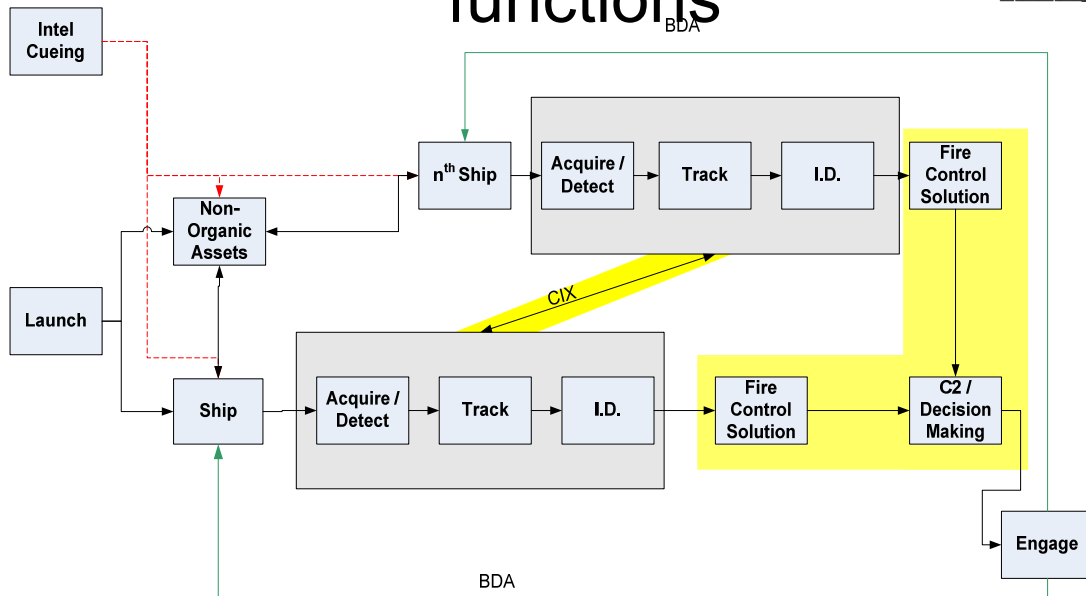 functions
BDA
Intel
Cueing
nth Ship
Acquire /
Detect
Track
I.D.
Fire
Control
Solution
Non-
Organic
Assets
CIX
Launch
Ship
Acquire /
Detect
Track
I.D.
Fire
Control
Solution
C2 /
Decision
Making
Engage
BDA